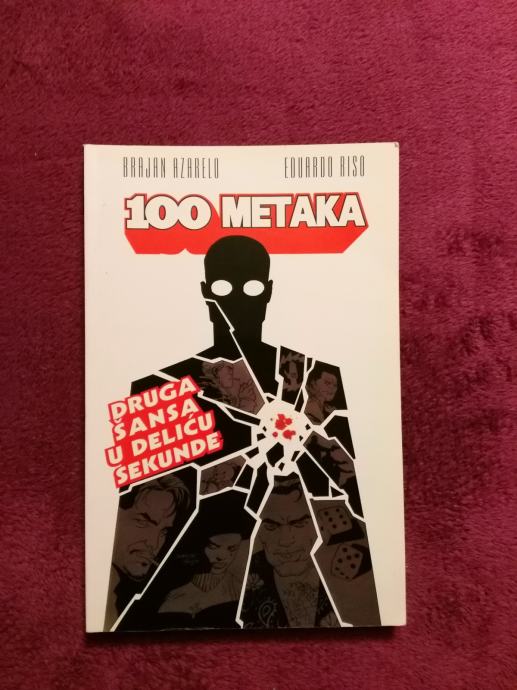 BRAJAN AZARELO EDUARDO RISO
100 METAKA
DRUGA
ŠANSA
U DELIĆU
SEKUNDE